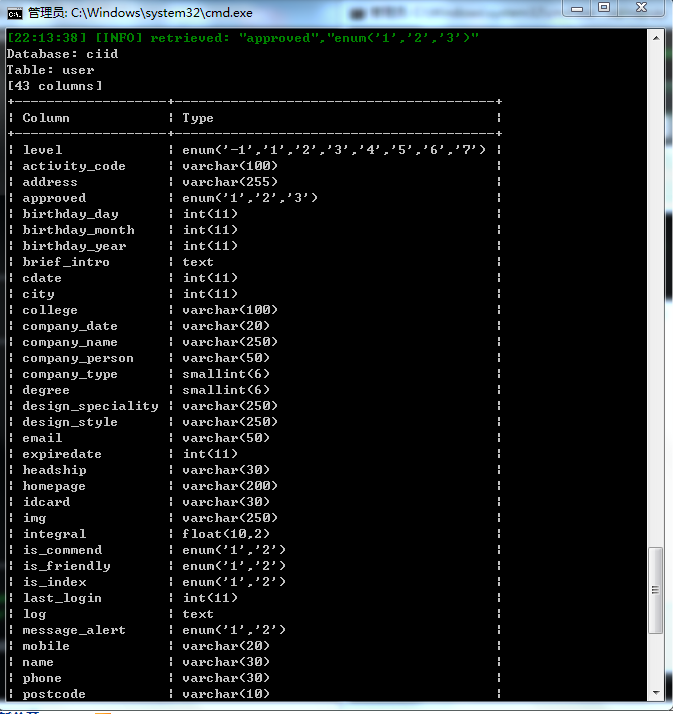 管理员: C:\Windows\system32\cmd.exe
[22:13:38] [INFO] retrieved: "approved","enum('1','2','3')"
Database: ciid
Table: user
[43 columns]
+-------------------+----------------------------------------+
¦ Column            ¦ Type                                   ¦
+-------------------+----------------------------------------+
¦ level             ¦ enum('-1','1','2','3','4','5','6','7') ¦
¦ activity_code     ¦ varchar(100)                           ¦
¦ address           ¦ varchar(255)                           ¦
¦ approved          ¦ enum('1','2','3')                      ¦
¦ birthday_day      ¦ int(11)                                ¦
¦ birthday_month    ¦ int(11)                                ¦
¦ birthday_year     ¦ int(11)                                ¦
¦ brief_intro       ¦ text                                   ¦
¦ cdate             ¦ int(11)                                ¦
¦ city              ¦ int(11)                                ¦
¦ college           ¦ varchar(100)                           ¦
¦ company_date      ¦ varchar(20)                            ¦
¦ company_name      ¦ varchar(250)                           ¦
¦ company_person    ¦ varchar(50)                            ¦
¦ company_type      ¦ smallint(6)                            ¦
¦ degree            ¦ smallint(6)                            ¦
¦ design_speciality ¦ varchar(250)                           ¦
¦ design_style      ¦ varchar(250)                           ¦
¦ email             ¦ varchar(50)                            ¦
¦ expiredate        ¦ int(11)                                ¦
¦ headship          ¦ varchar(30)                            ¦
¦ homepage          ¦ varchar(200)                           ¦
¦ idcard            ¦ varchar(30)                            ¦
¦ img               ¦ varchar(250)                           ¦
¦ integral          ¦ float(10,2)                            ¦
¦ is_commend        ¦ enum('1','2')                          ¦
¦ is_friendly       ¦ enum('1','2')                          ¦
¦ is_index          ¦ enum('1','2')                          ¦
¦ last_login        ¦ int(11)                                ¦
¦ log               ¦ text                                   ¦
¦ message_alert     ¦ enum('1','2')                          ¦
¦ mobile            ¦ varchar(20)                            ¦
¦ name              ¦ varchar(30)                            ¦
¦ phone             ¦ varchar(30)                            ¦
¦ postcode          ¦ varchar(10)                            ¦